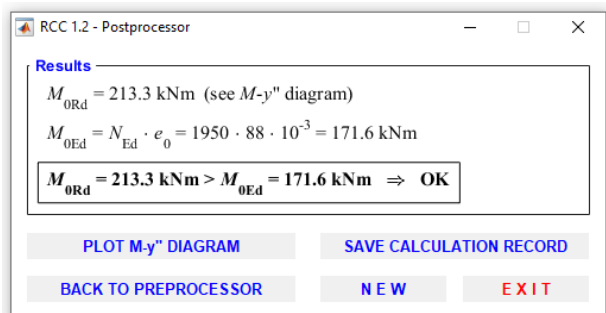 RCC 1.2 - Postprocessor
Results
M0Rd = 213.3 kNm (see M-y" diagram)
M0Ed = NEd · e0 = 1950 · 88 · 10-3 = 171.6 kNm
M0Rd = 213.3 kNm > M0Ed = 171.6 kNm ⇒ OK
PLOT M-y" DIAGRAM
SAVE CALCULATION RECORD
BACK TO PREPROCESSOR
N E W
E X I T